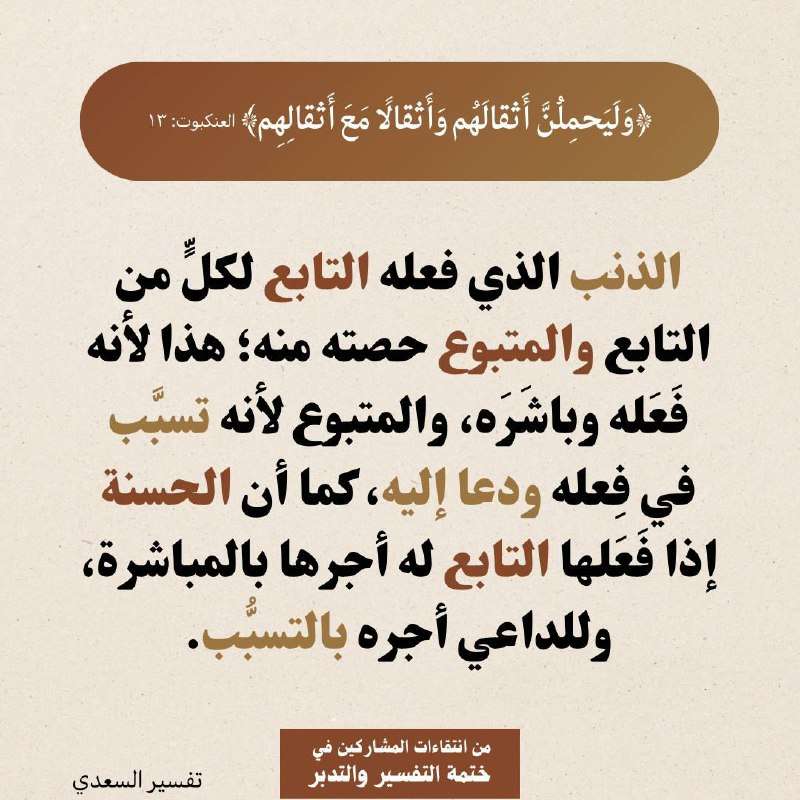 ﴿وَلَيَحمِلُنَّ أَثقالَهُم وَأَثقالًا مَعَ أَثقالِهِم﴾ العنكبوت: ١٣
الذنب الذي فعله التابع لكلٍّ من
التابع والمتبوع حصته منه؛ هذا لأنه
فَعَله وباشَرَه، والمتبوع لأنه تسبَّب
في فِعله ودعا إليه، كما أن الحسنة
إذا فَعَلها التابع له أجرها بالمباشرة،
وللداعي أجره بالتسبُّب.
من انتقاءات المشاركين في
ختمة التفسير والتدبر
تفسير السعدي